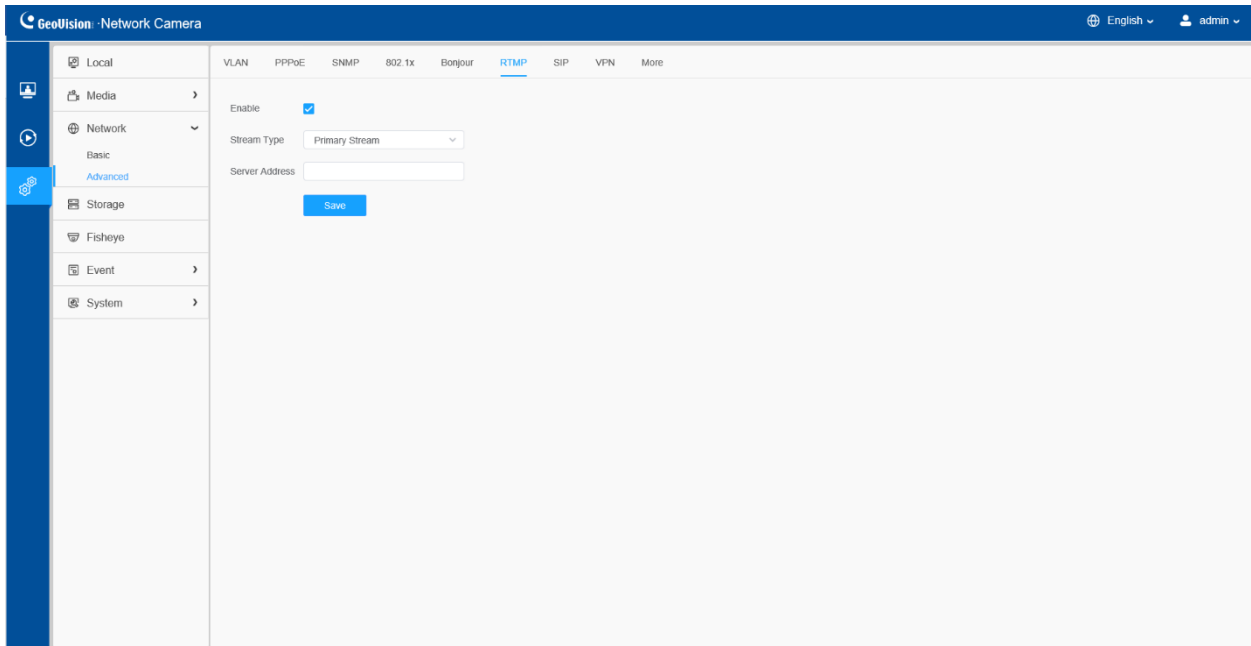 GeoVision Network Camera
English
admin
Local
Media
Network
Basic
Advanced
Storage
Fisheye
Event
System
VLAN PPPoE SNMP 802.1x Bonjour RTMP SIP VPN More
Enable
Stream Type Primary Stream
Server Address
Save